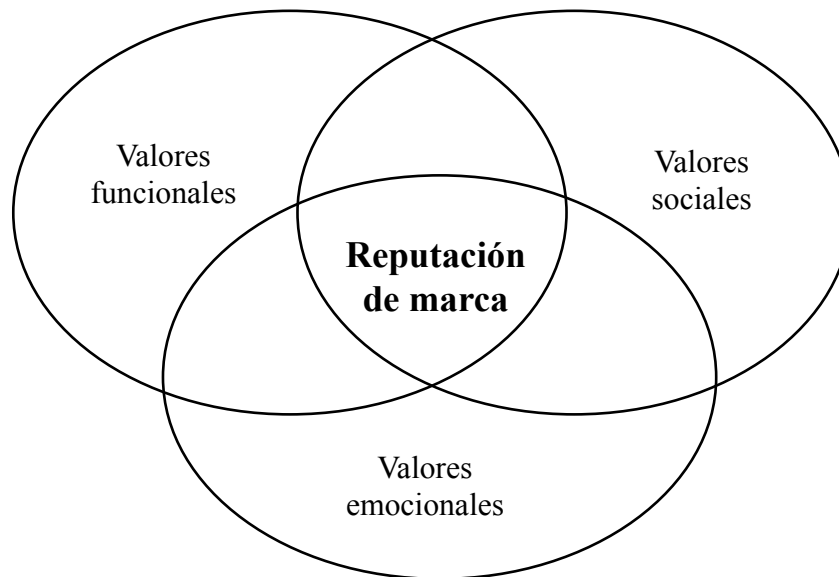 Valores
funcionales
Valores
sociales
Reputación
de marca
Valores
emocionales